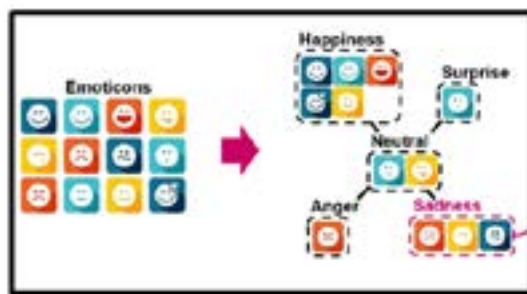 Emoticons
Happiness
Surprise
Neutral
Anger
Sadness